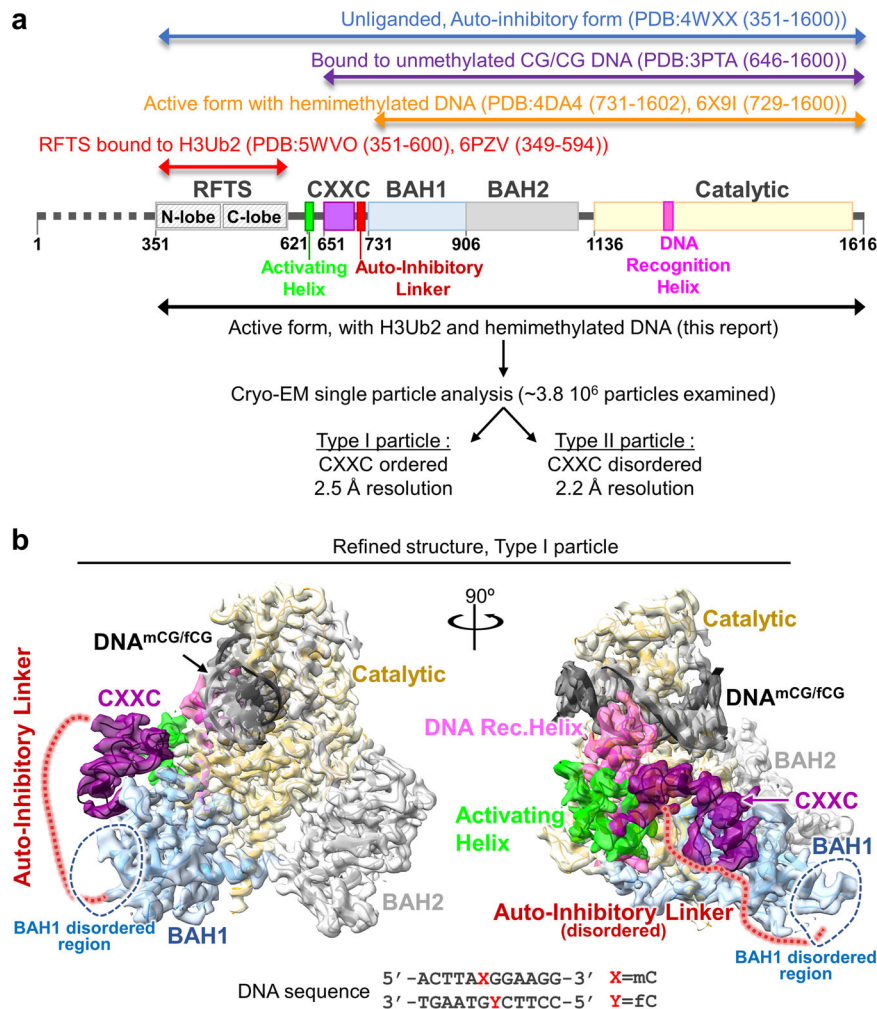 a
Unliganded, Auto-inhibitory form (PDB:4WXX (351-1600))
Bound to unmethylated CG/CG DNA (PDB:3PTA (646-1600))
Active form with hemimethylated DNA (PDB:4DA4 (731-1602), 6X9I (729-1600))
RFTS bound to H3Ub2 (PDB:5WVO (351-600), 6PZV (349-594))
RFTS CXXC BAH1 BAH2 Catalytic
N-lobe C-lobe
1 351 621 651 731 906 1136 1616
Activating
Helix
Auto-Inhibitory
Linker
DNA
Recognition
Helix
Active form, with H3Ub2 and hemimethylated DNA (this report)
Cryo-EM single particle analysis (~3.8 10⁶ particles examined)
Type I particle :
CXXC ordered
2.5 Å resolution
Type II particle :
CXXC disordered
2.2 Å resolution
b
Refined structure, Type I particle
90º
DNAmCG/fCG
Catalytic
CXXC
Auto-Inhibitory Linker
BAH1 disordered
region
BAH1
BAH2
Catalytic
DNAmCG/fCG
DNA Rec.Helix
BAH2
Activating
Helix
CXXC
BAH1
Auto-Inhibitory Linker
(disordered)
BAH1 disordered
region
DNA sequence
5′-ACTTAXGGAAGG-3′ X=mC
3′-TGAATGYCTTCC-5′ Y=fC